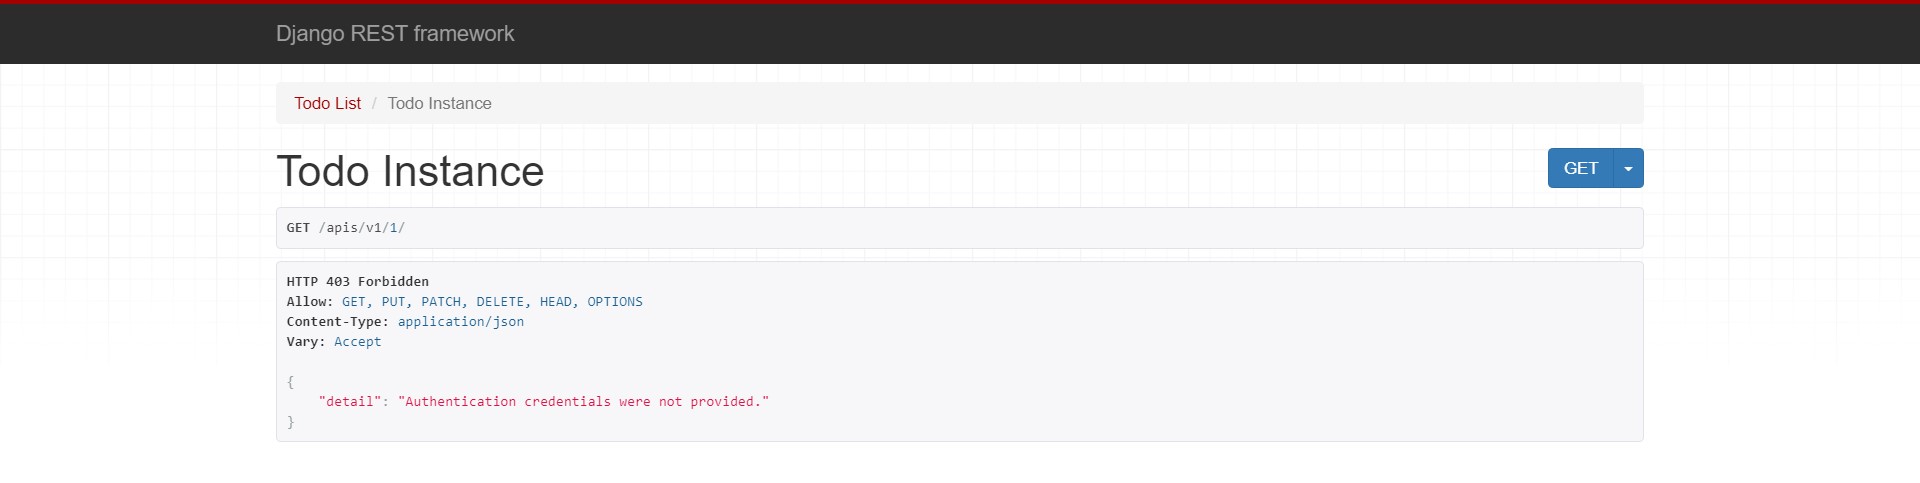 Django REST framework
Todo List / Todo Instance
Todo Instance
GET
GET /apis/v1/1/
HTTP 403 Forbidden
Allow: GET, PUT, PATCH, DELETE, HEAD, OPTIONS
Content-Type: application/json
Vary: Accept
{
    "detail": "Authentication credentials were not provided."
}